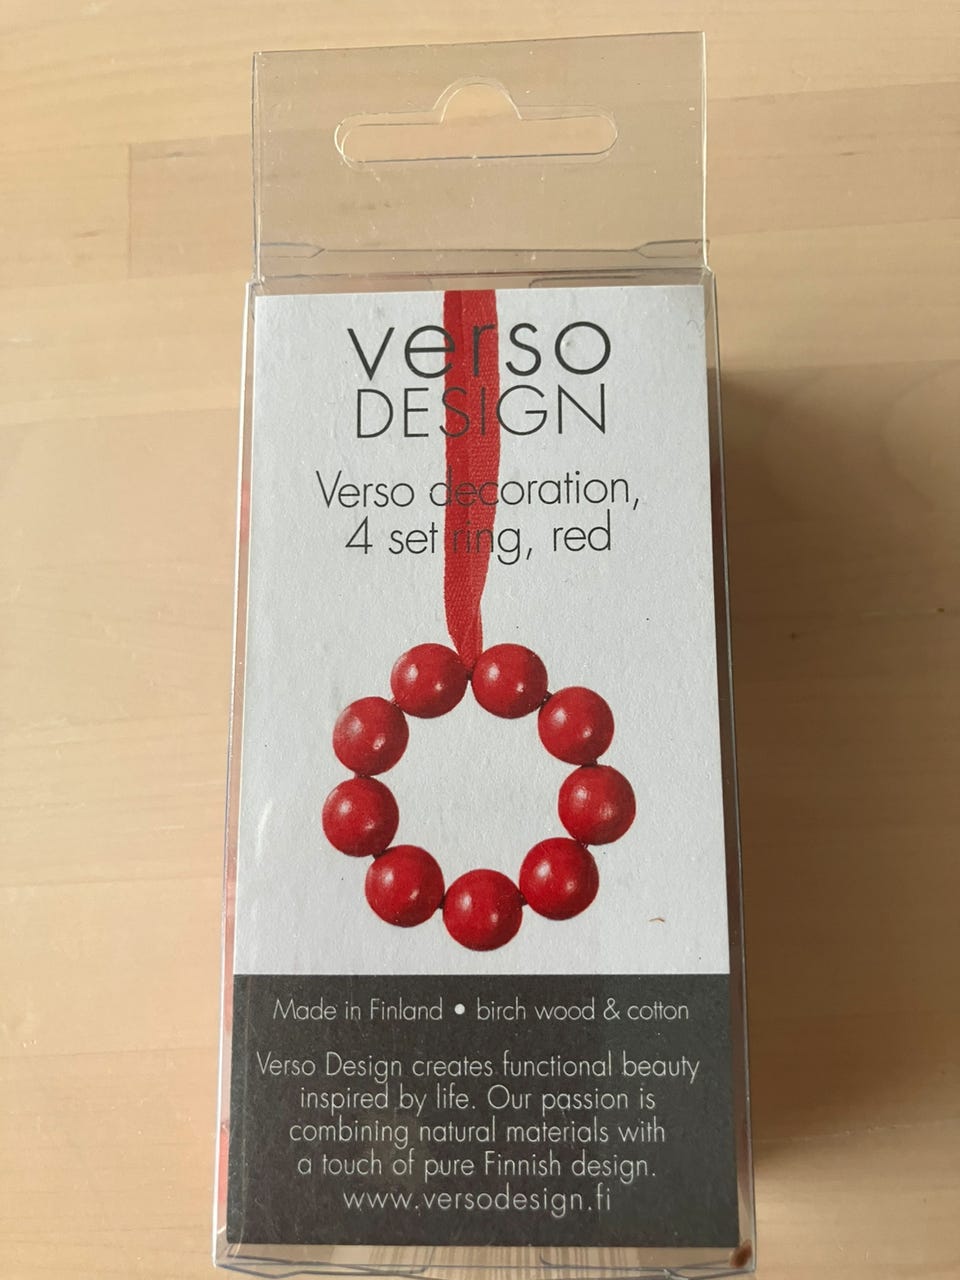 verso
DESIGN
Verso decoration,
4 set ring, red
Made in Finland • birch wood & cotton
Verso Design creates functional beauty
inspired by life. Our passion is
combining natural materials with
a touch of pure Finnish design.
www.versodesign.fi